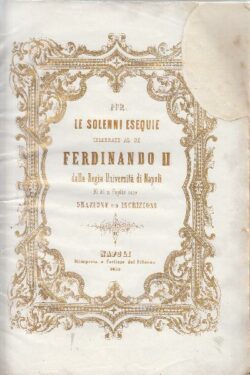 PER
LE SOLENNI ESEQUIE
CELEBRATE AL RE
FERDINANDO II
dalla Regia Università di Napoli
ORAZIONE ED ISCRIZIONI
NAPOLI
Stamperia e Cartiere del Fibreno
1859